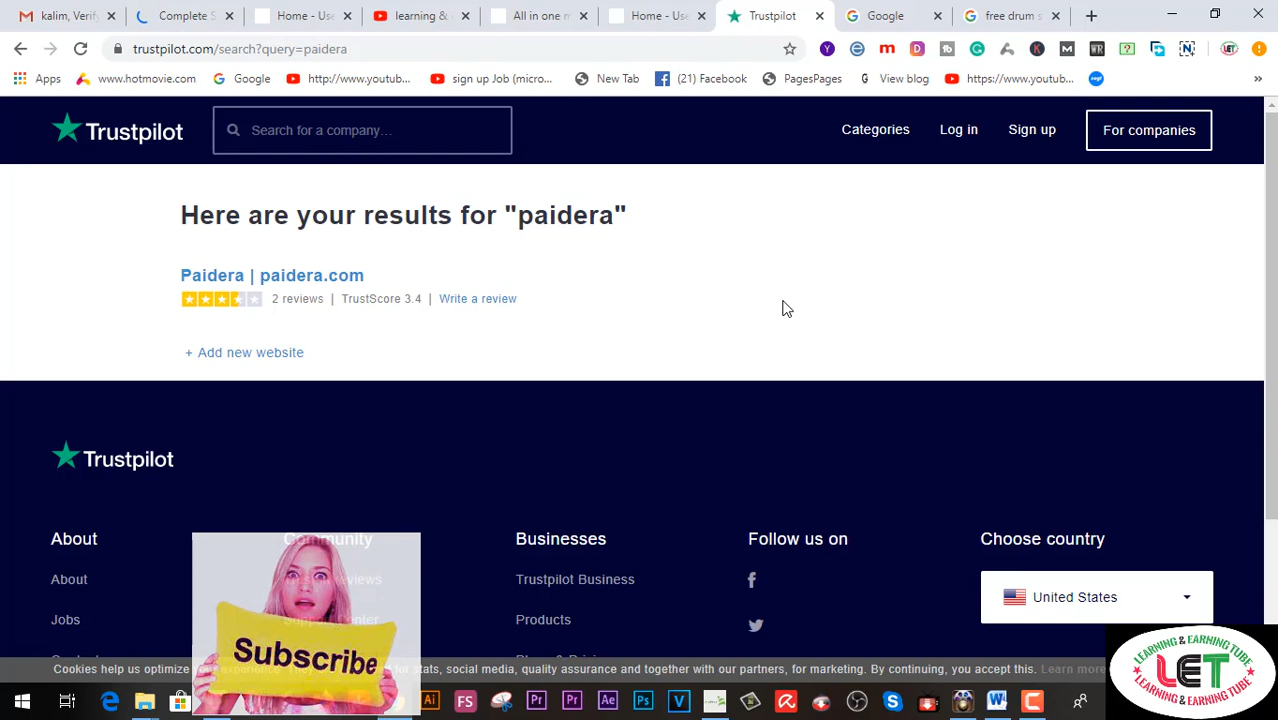 kalim, Verify
Complete S
Home - Use
learning &
All in one m
Home - Use
Trustpilot
Google
free drum s
trustpilot.com/search?query=paidera
Apps
www.hotmovie.com
Google
http://www.youtub...
sign up Job (micro...
New Tab
(21) Facebook
PagesPages
View blog
https://www.youtub...
Trustpilot
Search for a company...
Categories
Log in
Sign up
For companies
Here are your results for "paidera"
Paidera | paidera.com
2 reviews | TrustScore 3.4 | Write a review
+ Add new website
Trustpilot
About
Community
Businesses
Follow us on
Choose country
About
Trustpilot Business
United States
Jobs
Products
Subscribe
Cookies help us optimize for stats, social media, quality assurance and together with our partners, for marketing. By continuing, you accept this. Learn more
LEARNING & EARNING TUBE
LET
LEARNING & EARNING TUBE